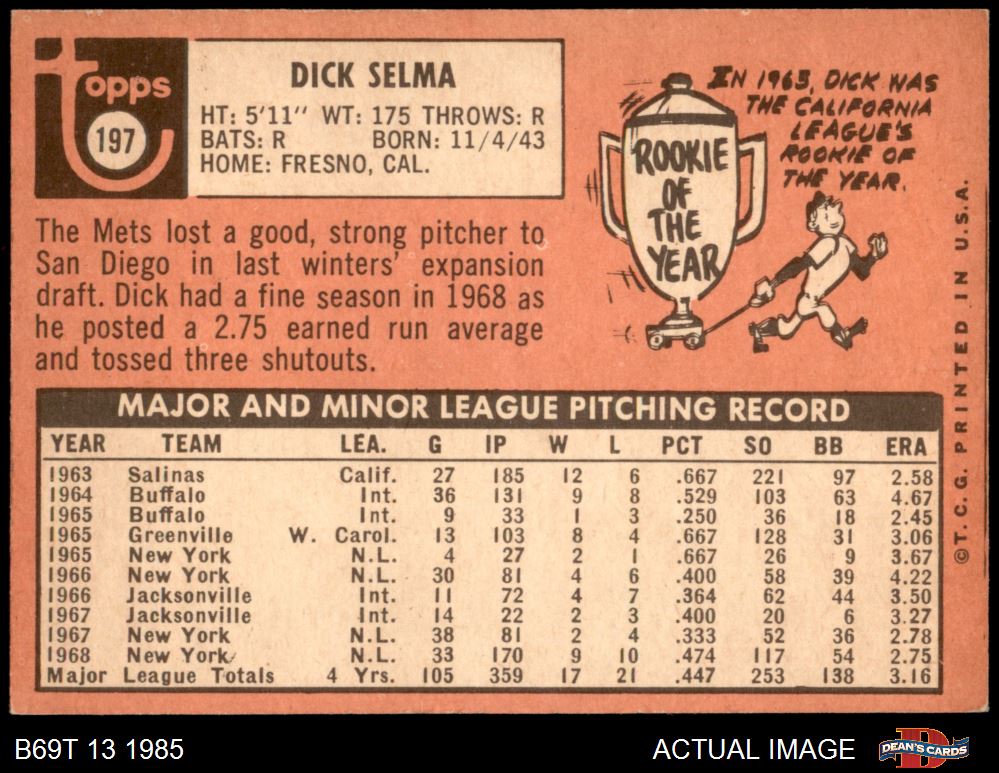 topps
197
DICK SELMA
HT: 5'11" WT: 175 THROWS: R
BATS: R BORN: 11/4/43
HOME: FRESNO, CAL.
IN 1963, DICK WAS
THE CALIFORNIA
LEAGUE'S
ROOKIE OF
THE YEAR.
ROOKIE
OF
THE
YEAR
The Mets lost a good, strong pitcher to
San Diego in last winters' expansion
draft. Dick had a fine season in 1968 as
he posted a 2.75 earned run average
and tossed three shutouts.
MAJOR AND MINOR LEAGUE PITCHING RECORD
YEAR TEAM LEA. G IP W L PCT SO BB ERA
1963 Salinas Calif. 27 185 12 6 .667 221 97 2.58
1964 Buffalo Int. 36 131 9 8 .529 103 63 4.67
1965 Buffalo Int. 9 33 1 3 .250 36 18 2.45
1965 Greenville W. Carol. 13 103 8 4 .667 128 31 3.06
1965 New York N.L. 4 27 2 1 .667 26 9 3.67
1966 New York N.L. 30 81 4 6 .400 58 39 4.22
1966 Jacksonville Int. 11 72 4 7 .364 62 44 3.50
1967 Jacksonville Int. 14 22 2 3 .400 20 6 3.27
1967 New York N.L. 38 81 2 4 .333 52 36 2.78
1968 New York N.L. 33 170 9 10 .474 117 54 2.75
Major League Totals 4 Yrs. 105 359 17 21 .447 253 138 3.16
©T.C.G. PRINTED IN U.S.A.
B69T 13 1985
ACTUAL IMAGE
DEAN'S CARDS